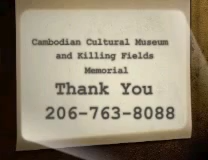 Cambodian Cultural Museum
and Killing Fields
Memorial
Thank You
206-763-8088